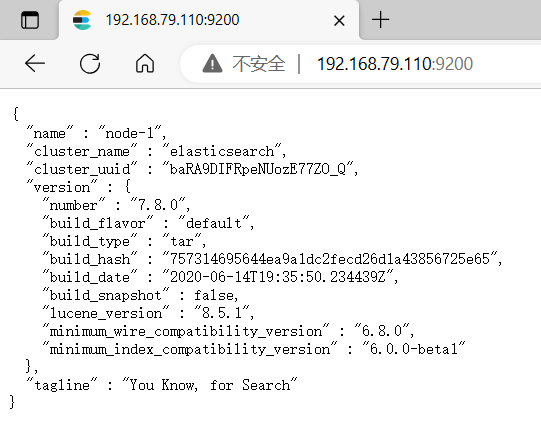 192.168.79.110:9200
不安全 | 192.168.79.110:9200
{
"name" : "node-1",
"cluster_name" : "elasticsearch",
"cluster_uuid" : "baRA9DIFRpeNUozE77ZO_Q",
"version" : {
"number" : "7.8.0",
"build_flavor" : "default",
"build_type" : "tar",
"build_hash" : "757314695644ea9a1dc2fecd26d1a43856725e65",
"build_date" : "2020-06-14T19:35:50.234439Z",
"build_snapshot" : false,
"lucene_version" : "8.5.1",
"minimum_wire_compatibility_version" : "6.8.0",
"minimum_index_compatibility_version" : "6.0.0-beta1"
},
"tagline" : "You Know, for Search"
}